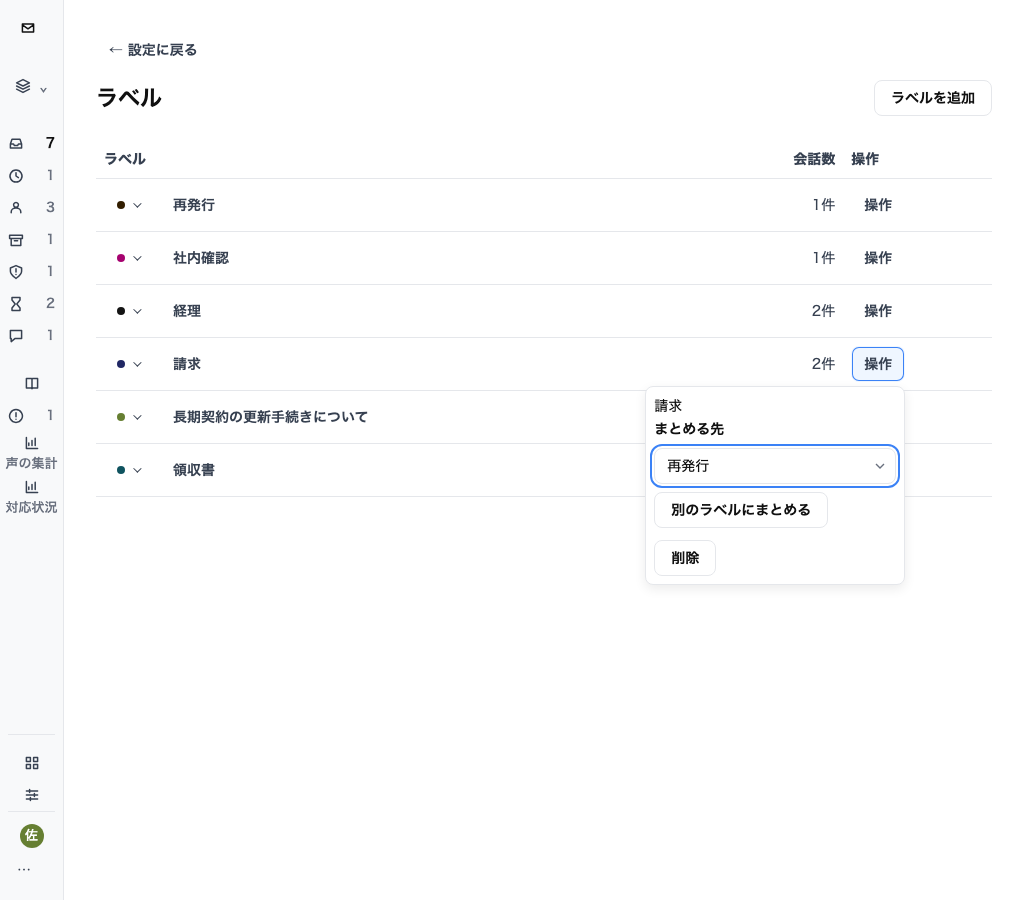 ← 設定に戻る
ラベル
ラベルを追加
ラベル 会話数 操作
再発行 1件 操作
社内確認 1件 操作
経理 2件 操作
請求 2件 操作
長期契約の更新手続きについて
領収書
請求
まとめる先
再発行
別のラベルにまとめる
削除
7
1
3
1
1
2
1
1
声の集計
対応状況
佐
…